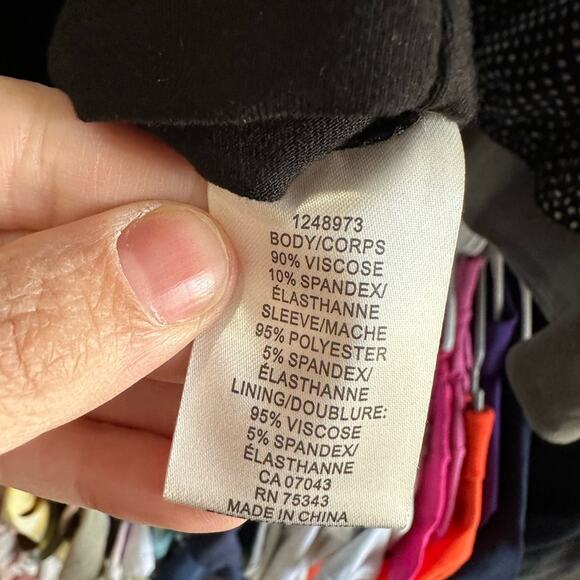 1248973
BODY/CORPS
90% VISCOSE
10% SPANDEX/
ÉLASTHANNE
SLEEVE/MACHE
95% POLYESTER
5% SPANDEX/
ÉLASTHANNE
LINING/DOUBLURE:
95% VISCOSE
5% SPANDEX/
ÉLASTHANNE
CA 07043
RN 75343
MADE IN CHINA